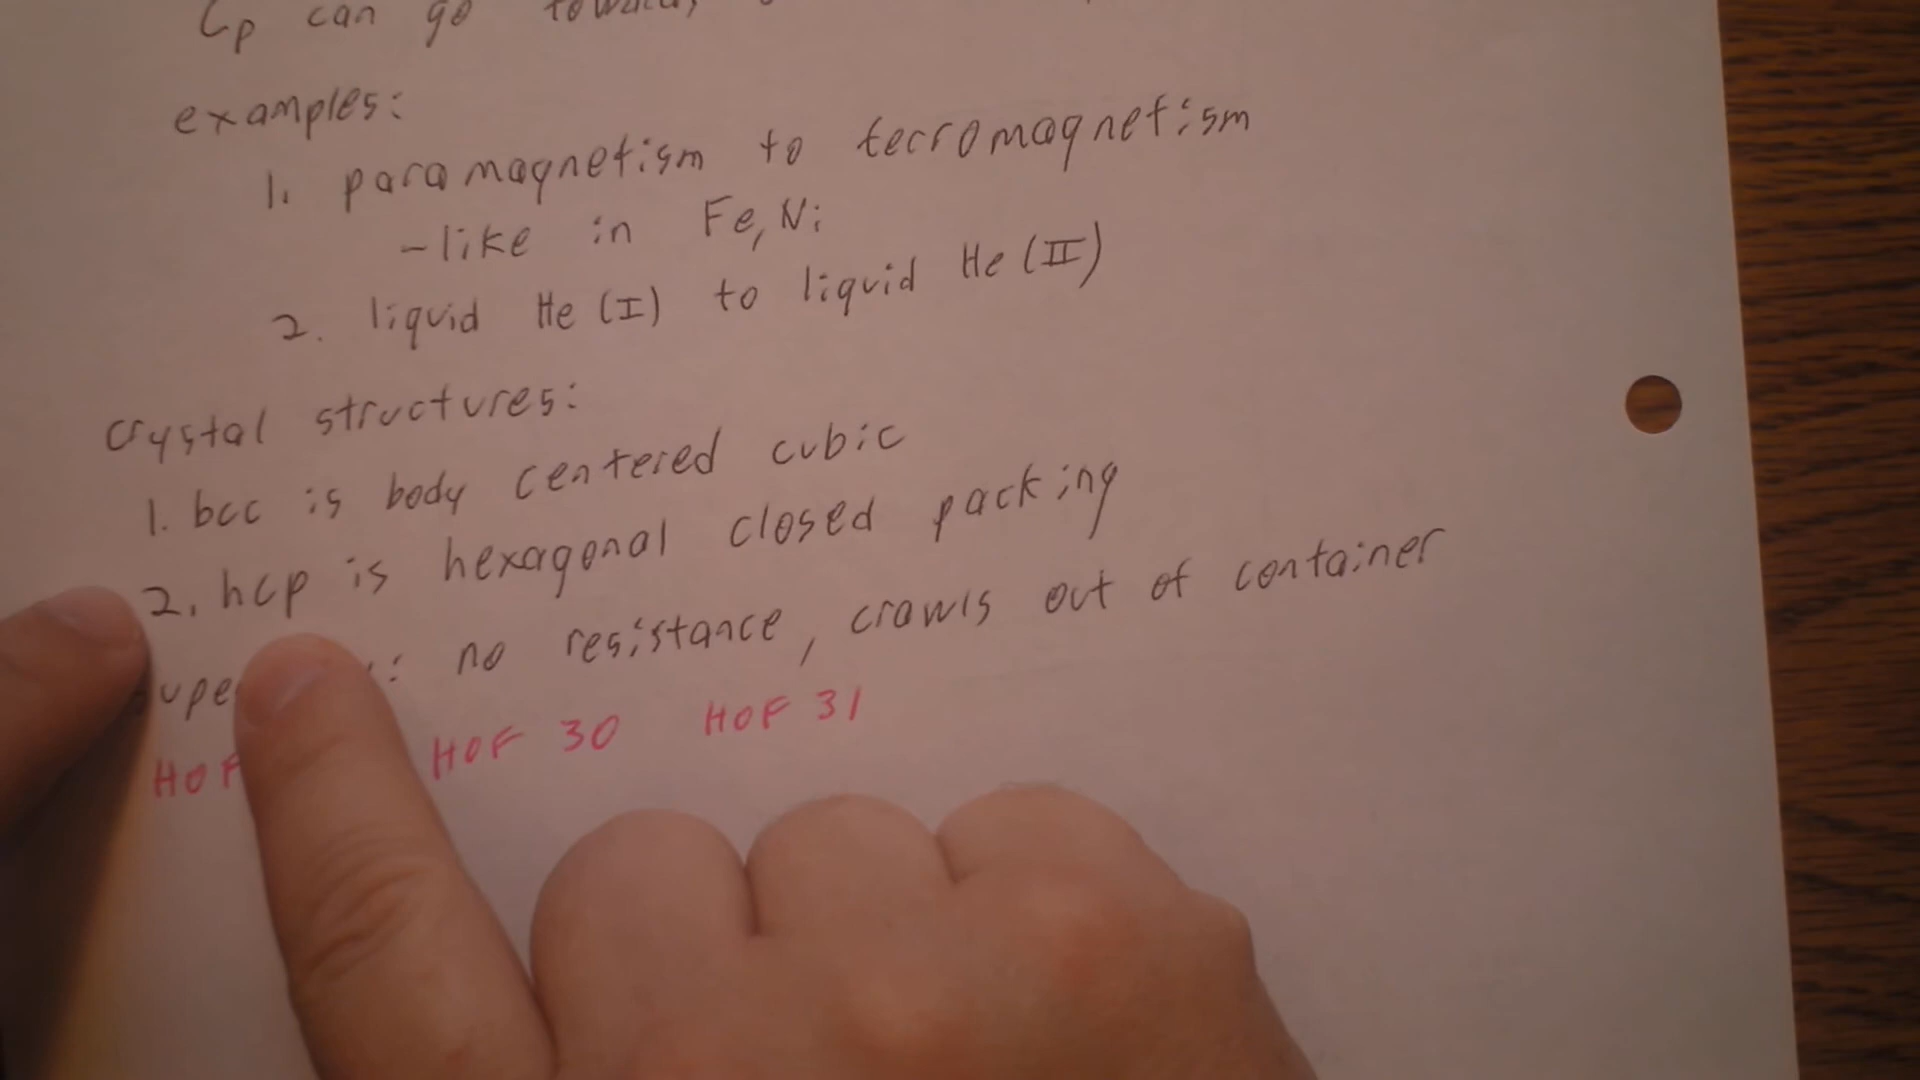 Cp can go
examples:
1. paramagnetism to ferromagnetism
-like in Fe, Ni
2. liquid He (I) to liquid He (II)
crystal structures:
1. bcc is body centered cubic
2. hcp is hexagonal closed packing
: no resistance, crawls out of container
HOF HOF 30 HOF 31